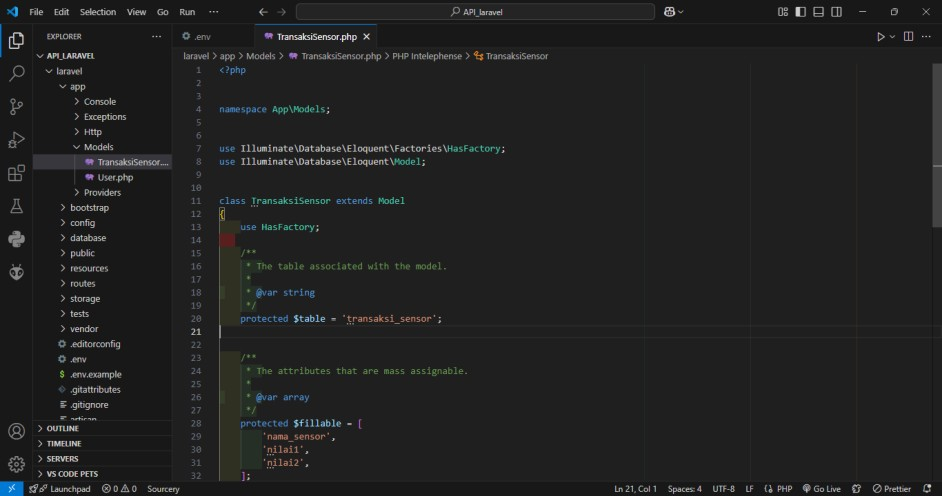 File Edit Selection View Go Run ··· ← → API_laravel
EXPLORER ···
.env TransaksiSensor.php ×
laravel > app > Models > TransaksiSensor.php > PHP Intelephense > TransaksiSensor
API_LARAVEL
laravel
app
Console
Exceptions
Http
Models
TransaksiSensor....
User.php
Providers
bootstrap
config
database
public
resources
routes
storage
tests
vendor
.editorconfig
.env
$ .env.example
.gitattributes
.gitignore
artisan
OUTLINE
TIMELINE
SERVERS
VS CODE PETS
1 <?php
2
3
4 namespace App\Models;
5
6
7 use Illuminate\Database\Eloquent\Factories\HasFactory;
8 use Illuminate\Database\Eloquent\Model;
9
10
11 class TransaksiSensor extends Model
12 {
13 use HasFactory;
14
15 /**
16 * The table associated with the model.
17 *
18 * @var string
19 */
20 protected $table = 'transaksi_sensor';
21
22
23 /**
24 * The attributes that are mass assignable.
25 *
26 * @var array
27 */
28 protected $fillable = [
29 'nama_sensor',
30 'nilai1',
31 'nilai2',
32 ];
Launchpad 0 0 Sourcery Ln 21, Col 1 Spaces: 4 UTF-8 LF PHP Go Live Prettier